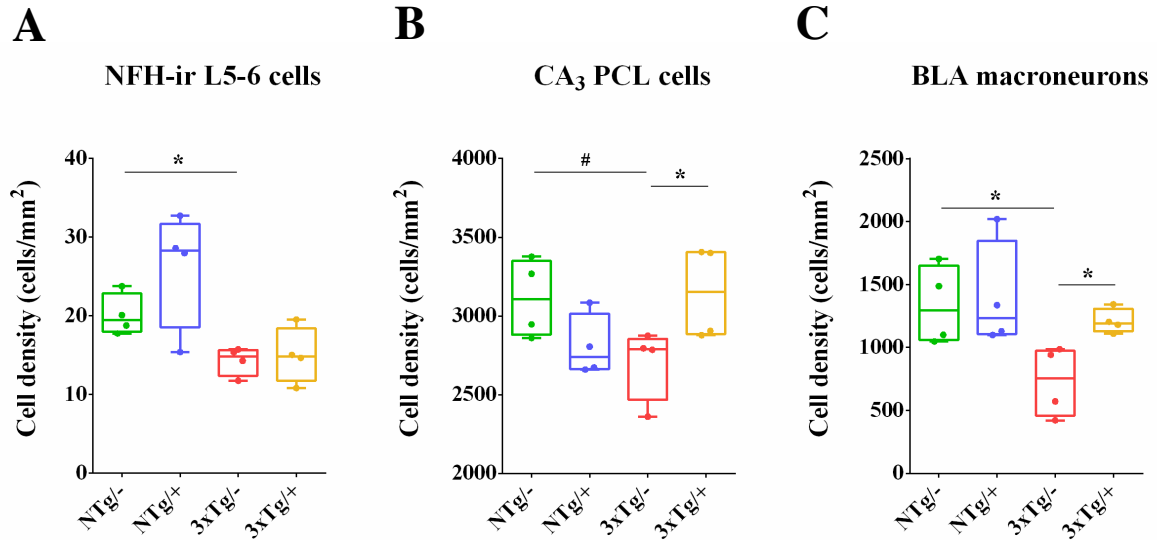 A
B
C
NFH-ir L5-6 cells
CA₃ PCL cells
BLA macroneurons
Cell density (cells/mm²)
40
30
20
10
0
*
NTg/-
NTg/+
3xTg/-
3xTg/+
Cell density (cells/mm²)
4000
3500
3000
2500
2000
#
*
NTg/-
NTg/+
3xTg/-
3xTg/+
Cell density (cells/mm²)
2500
2000
1500
1000
500
0
*
*
NTg/-
NTg/+
3xTg/-
3xTg/+